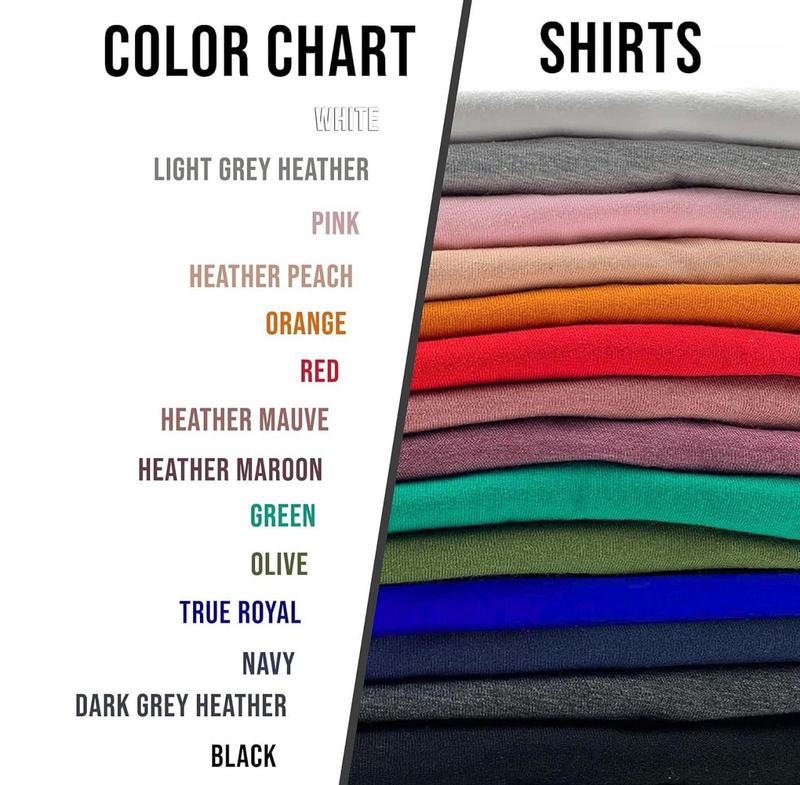 COLOR CHART
SHIRTS
WHITE
LIGHT GREY HEATHER
PINK
HEATHER PEACH
ORANGE
RED
HEATHER MAUVE
HEATHER MAROON
GREEN
OLIVE
TRUE ROYAL
NAVY
DARK GREY HEATHER
BLACK